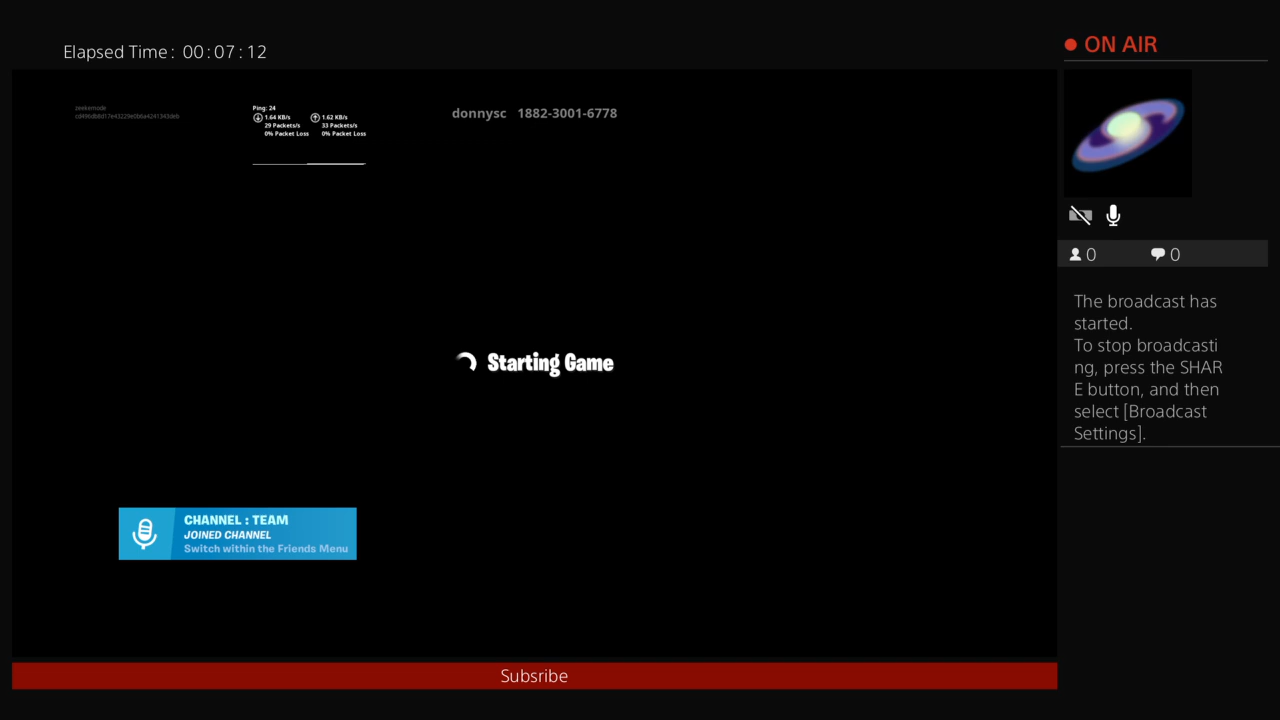 Elapsed Time: 00:07:12
ON AIR
zeekemode
Ping: 24
1.64 KB/s
29 Packets/s
0% Packet Loss
1.62 KB/s
33 Packets/s
0% Packet Loss
donnysc 1882-3001-6778
0
0
The broadcast has
started.
To stop broadcasti
ng, press the SHAR
E button, and then
select [Broadcast
Settings].
Starting Game
CHANNEL : TEAM
JOINED CHANNEL
Switch within the Friends Menu
Subsribe